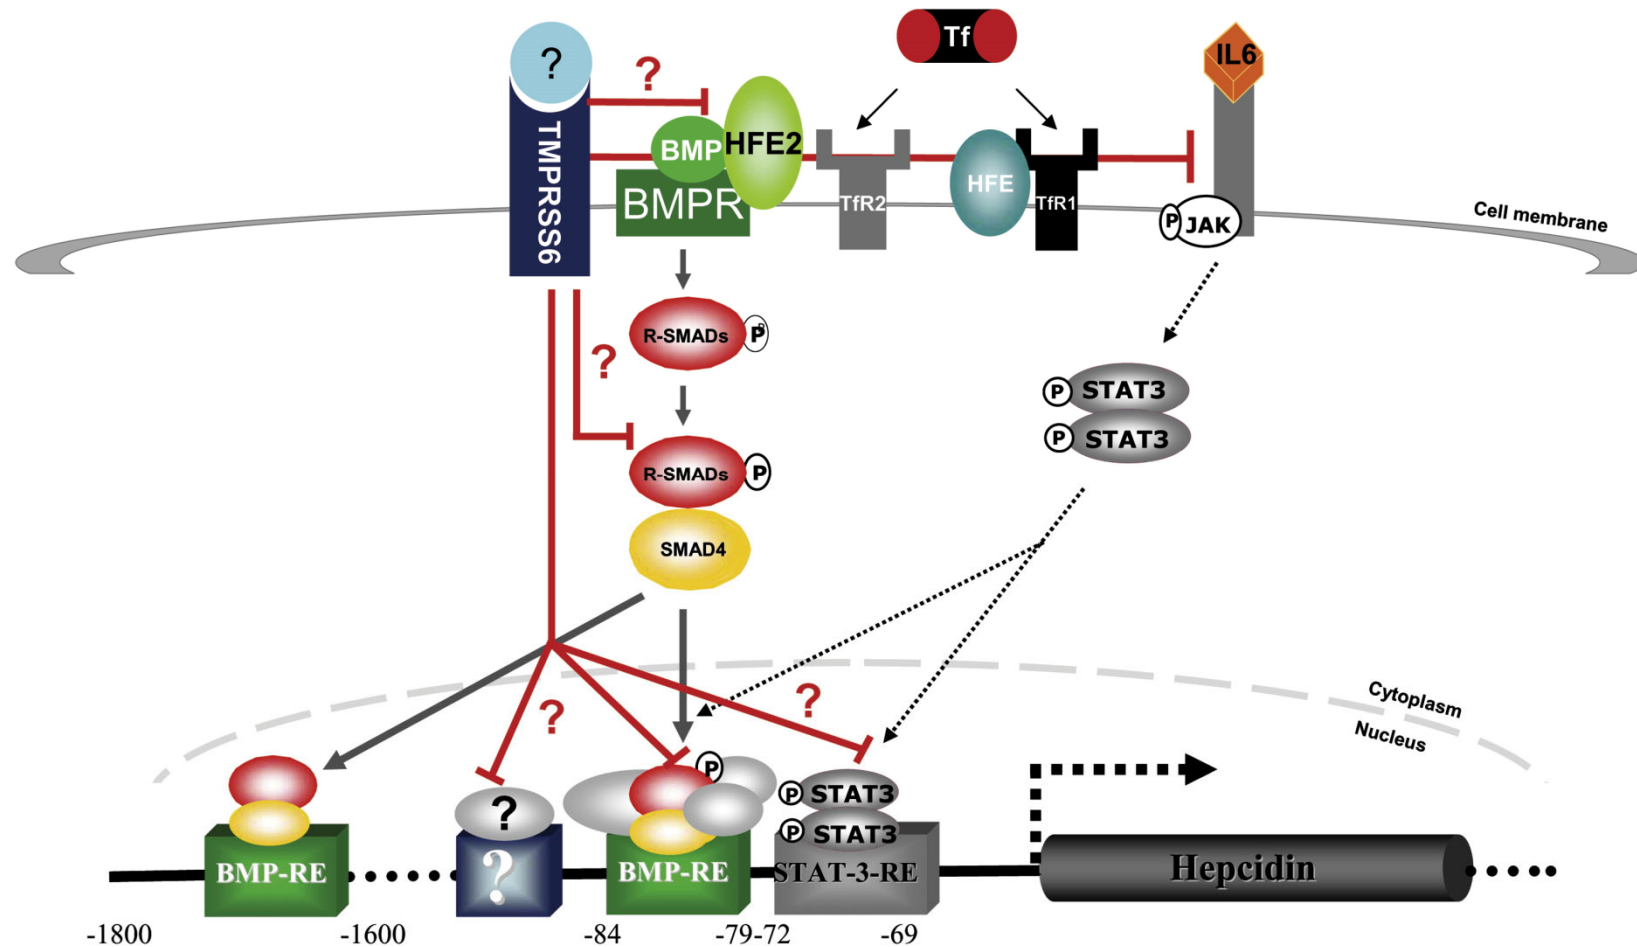 ?
TMPRSS6
?
Tf
IL6
BMP
HFE2
BMPR
TfR2
HFE
TfR1
P
JAK
Cell membrane
R-SMADs
P
?
P
STAT3
P
STAT3
R-SMADs
P
SMAD4
?
?
Cytoplasm
Nucleus
P
?
P
STAT3
P
STAT3
BMP-RE
?
BMP-RE
STAT-3-RE
Hepcidin
-1800
-1600
-84
-79-72
-69